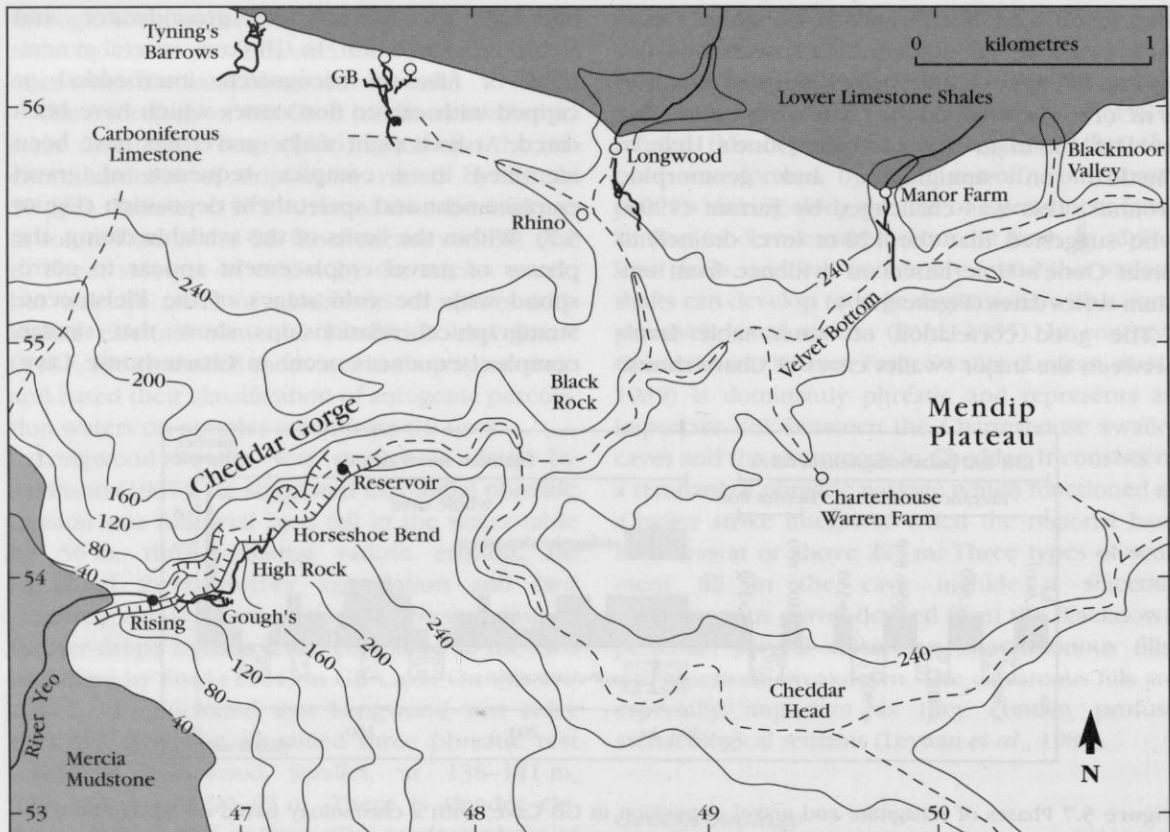 Tyning's
Barrows
GB
0 kilometres 1
56
Carboniferous
Limestone
Lower Limestone Shales
Longwood
Blackmoor
Valley
Rhino
Manor Farm
240
240
Velvet Bottom
55
200
Black
Rock
Mendip
Plateau
Cheddar Gorge
160
Reservoir
120
Charterhouse
Warren Farm
80
Horseshoe Bend
40
High Rock
54
Rising
Gough's
240
200
160
120
80
40
240
Cheddar
Head
River Yeo
Mercia
Mudstone
N
53
47
48
49
50